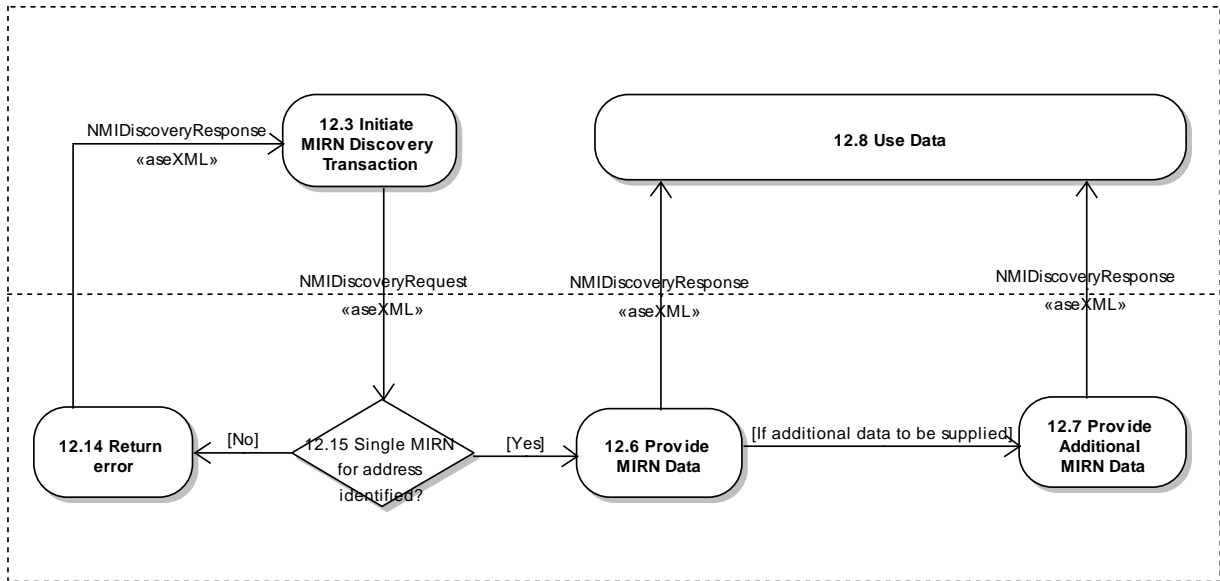 NMIDiscoveryResponse
«aseXML»
12.3 Initiate
MIRN Discovery
Transaction
12.8 Use Data
NMIDiscoveryRequest
«aseXML»
NMIDiscoveryResponse
«aseXML»
NMIDiscoveryResponse
«aseXML»
12.14 Return
error
[No]
12.15 Single MIRN
for address
identified?
[Yes]
12.6 Provide
MIRN Data
[If additional data to be supplied]
12.7 Provide
Additional
MIRN Data